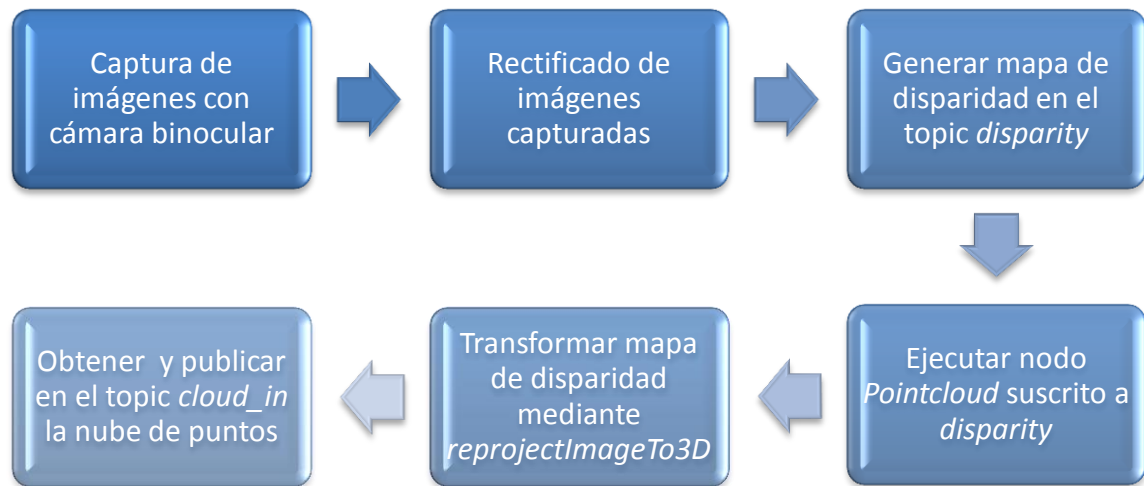 Captura de
imágenes con
cámara binocular
Rectificado de
imágenes
capturadas
Generar mapa de
disparidad en el
topic disparity
Ejecutar nodo
Pointcloud suscrito a
disparity
Transformar mapa
de disparidad
mediante
reprojectImageTo3D
Obtener y publicar
en el topic cloud_in
la nube de puntos